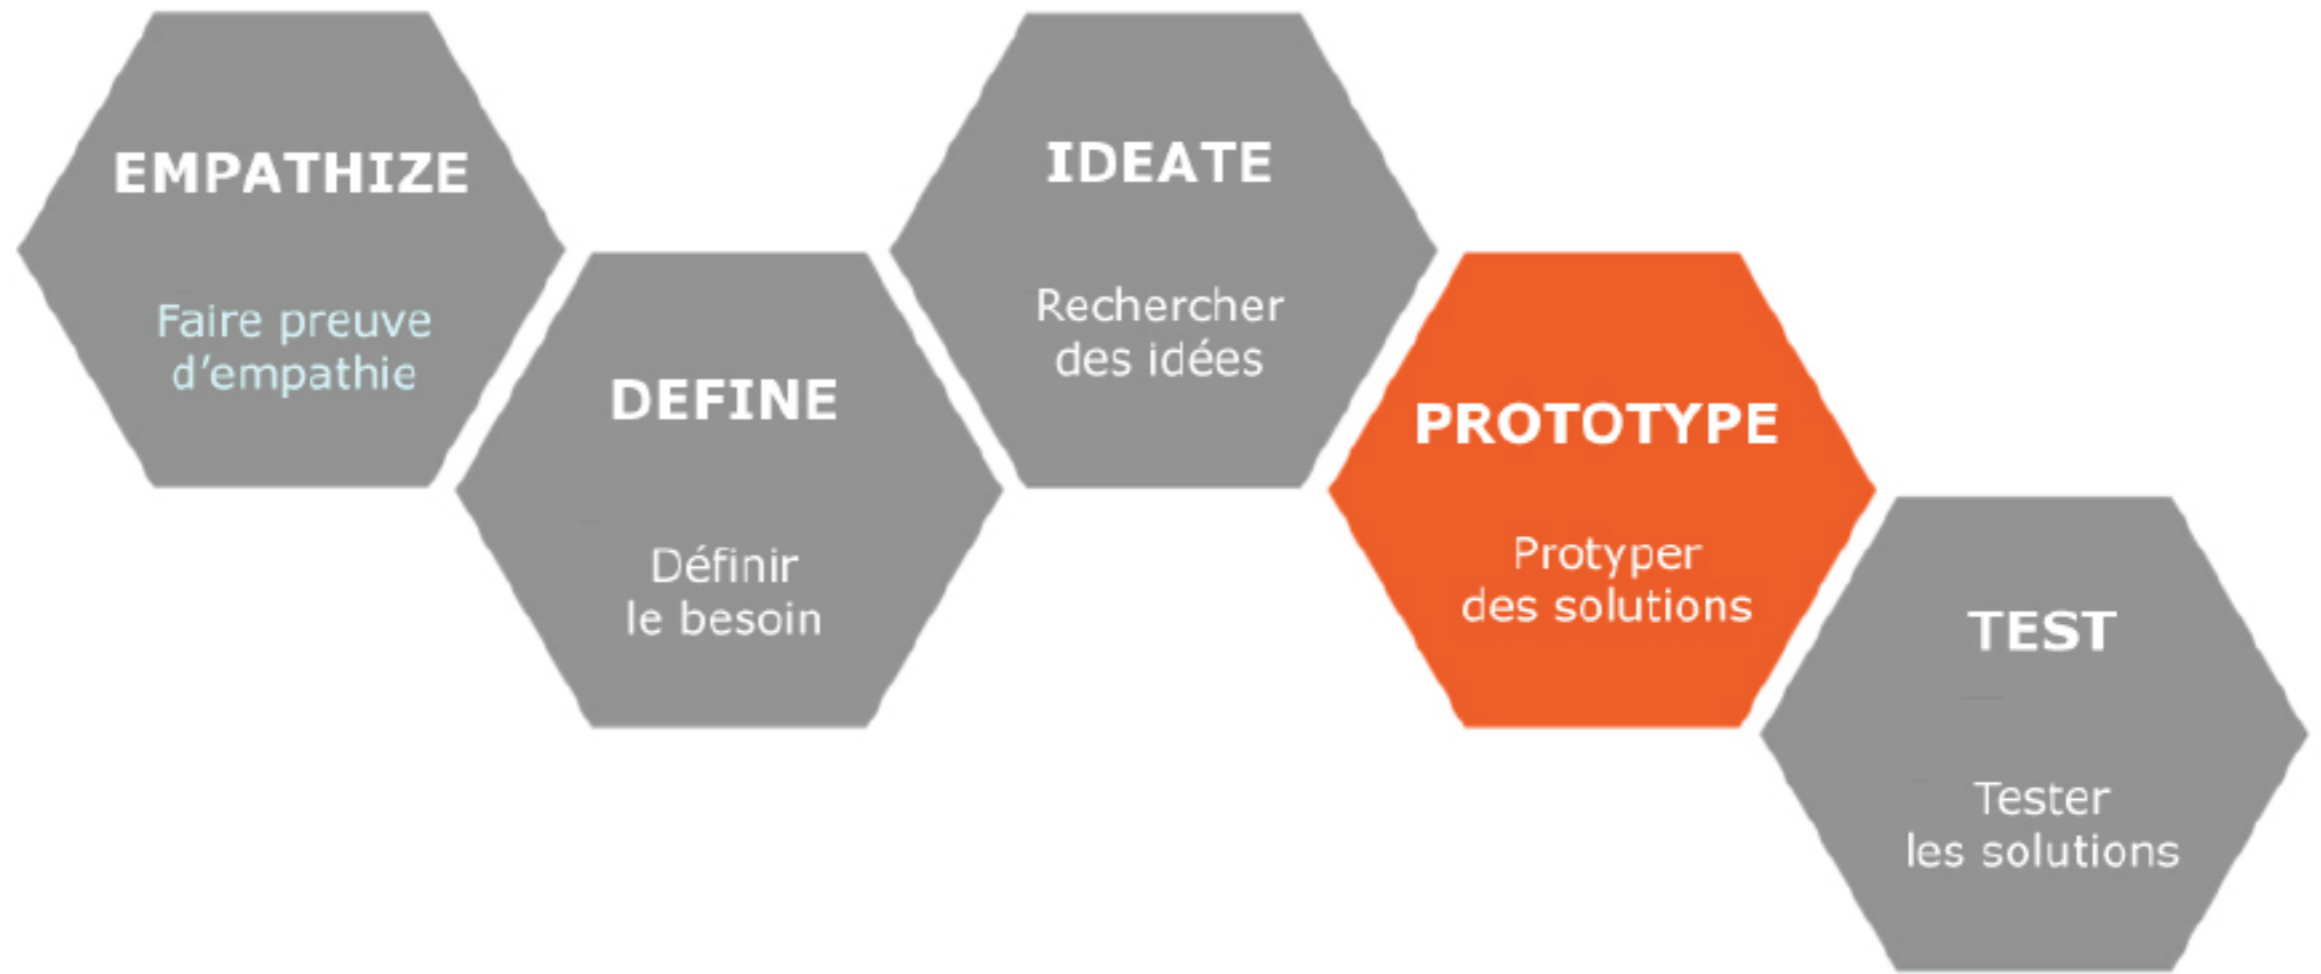 EMPATHIZE
Faire preuve
d’empathie
DEFINE
Définir
le besoin
IDEATE
Rechercher
des idées
PROTOTYPE
Protyper
des solutions
TEST
Tester
les solutions